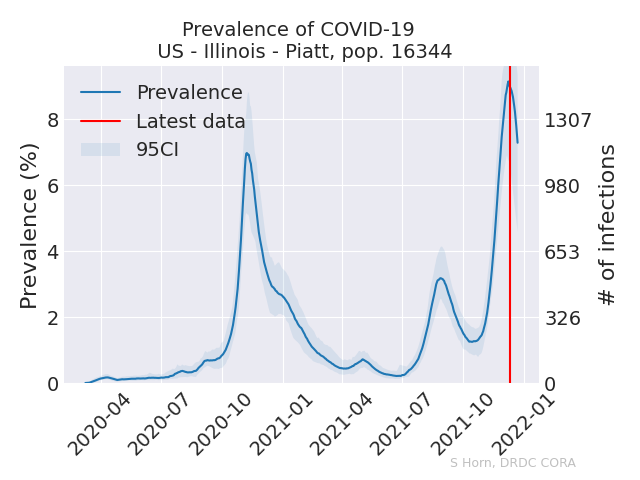 Prevalence of COVID-19
US - Illinois - Piatt, pop. 16344
Prevalence
Latest data
95CI
Prevalence (%)
8
6
4
2
0
1307
980
653
326
0
# of infections
2020-04
2020-07
2020-10
2021-01
2021-04
2021-07
2021-10
2022-01
S Horn, DRDC CORA